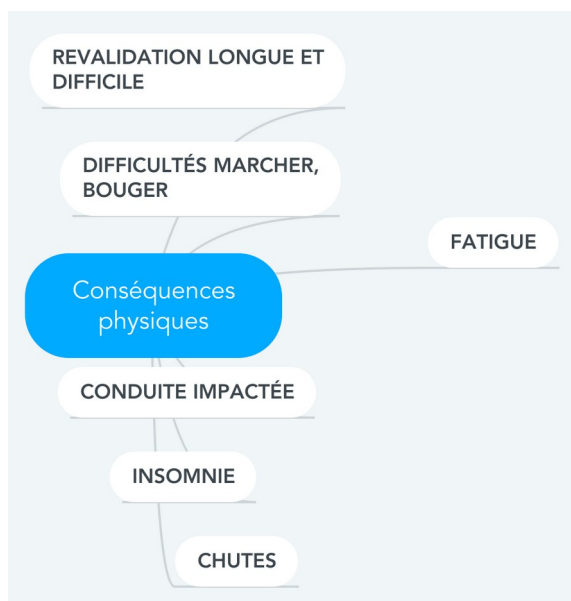 REVALIDATION LONGUE ET
DIFFICILE
DIFFICULTÉS MARCHER,
BOUGER
FATIGUE
Conséquences
physiques
CONDUITE IMPACTÉE
INSOMNIE
CHUTES